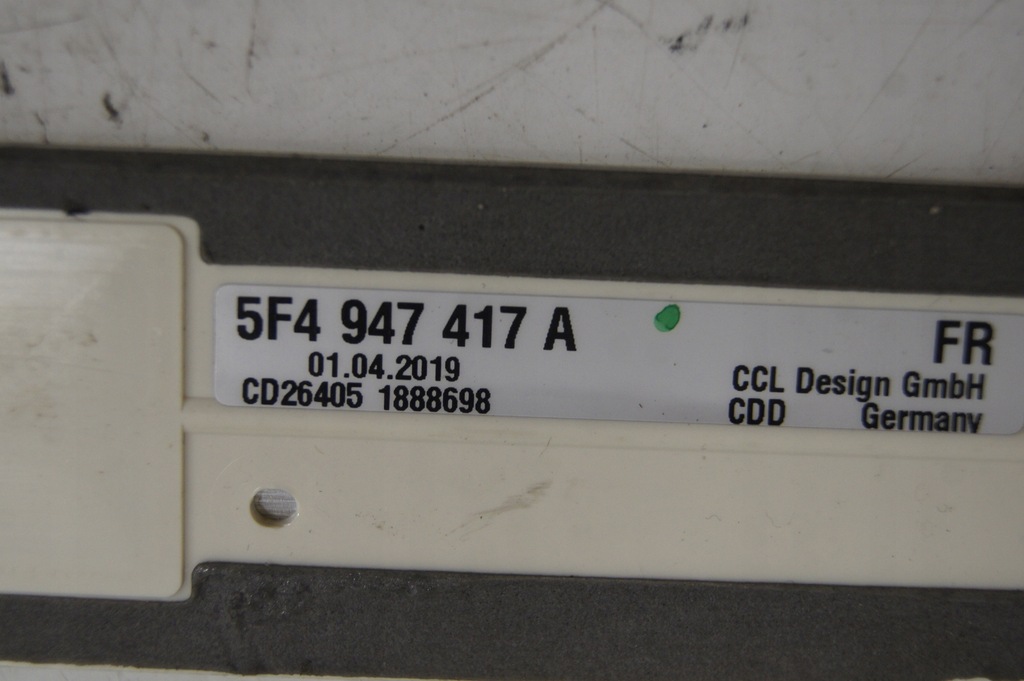 5F4 947 417 A FR
01.04.2019
CCL Design GmbH
CD26405 1888698
CDD Germany